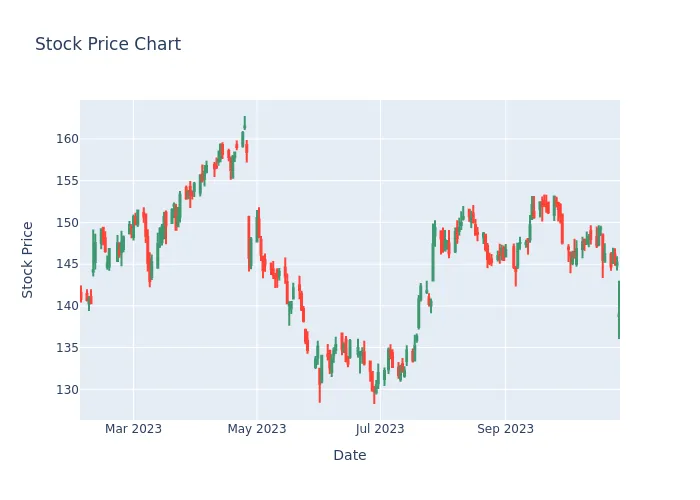 Stock Price Chart
160
155
150
145
140
135
130
Stock Price
Mar 2023
May 2023
Jul 2023
Sep 2023
Date